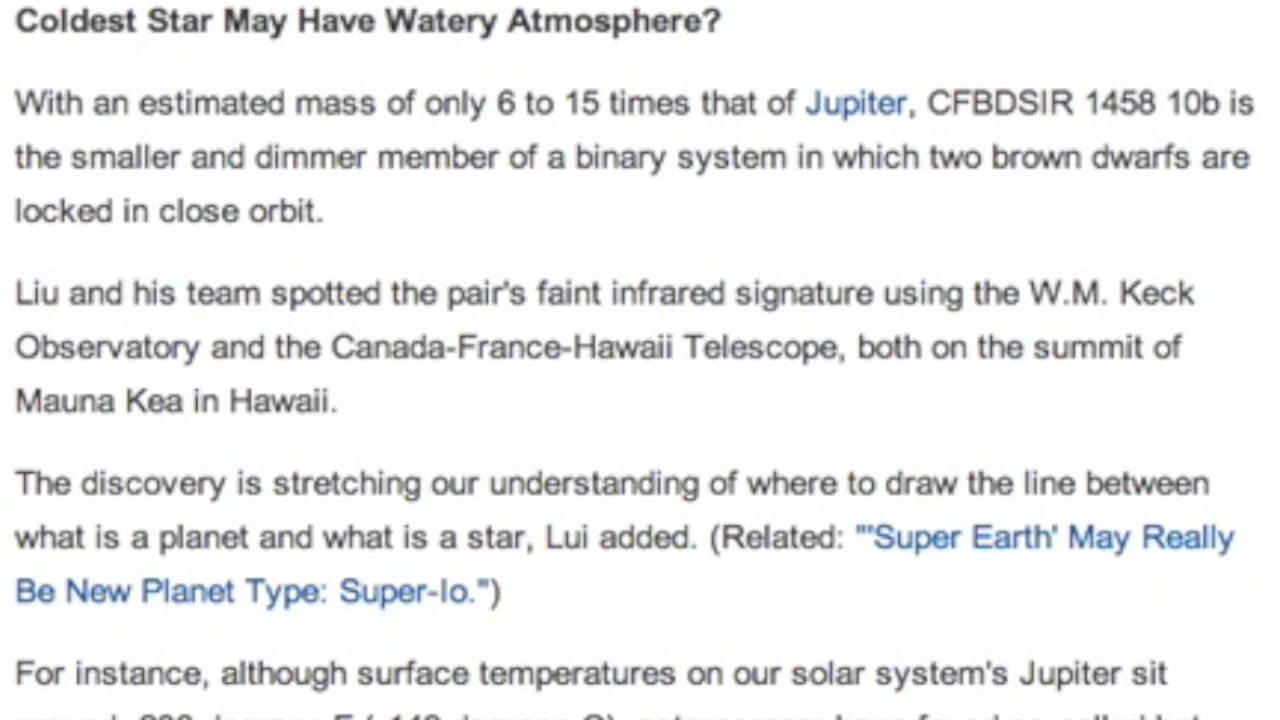 Coldest Star May Have Watery Atmosphere?
With an estimated mass of only 6 to 15 times that of Jupiter, CFBDSIR 1458 10b is
the smaller and dimmer member of a binary system in which two brown dwarfs are
locked in close orbit.
Liu and his team spotted the pair's faint infrared signature using the W.M. Keck
Observatory and the Canada-France-Hawaii Telescope, both on the summit of
Mauna Kea in Hawaii.
The discovery is stretching our understanding of where to draw the line between
what is a planet and what is a star, Lui added. (Related: "'Super Earth' May Really
Be New Planet Type: Super-Io.")
For instance, although surface temperatures on our solar system's Jupiter sit